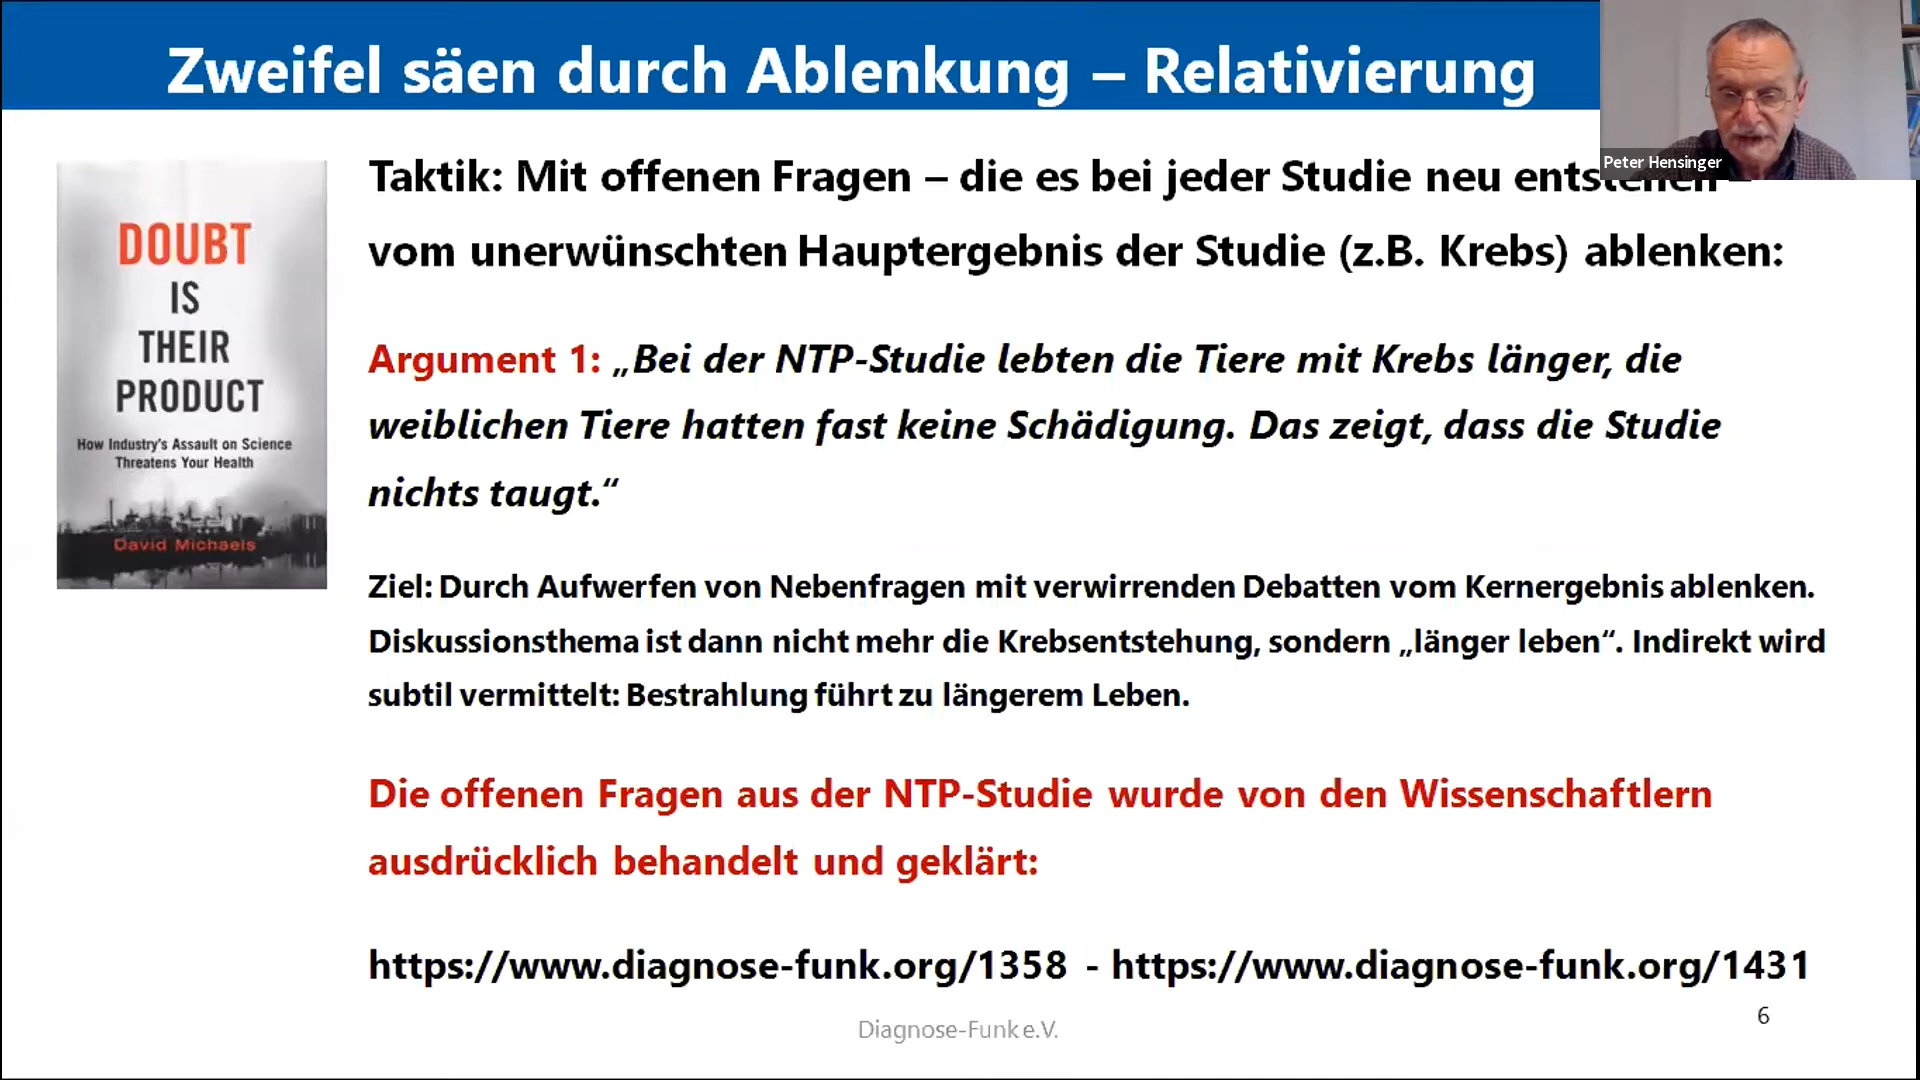 Zweifel säen durch Ablenkung – Relativierung
Peter Hensinger
DOUBT
IS
THEIR
PRODUCT
How Industry's Assault on Science
Threatens Your Health
David Michaels
Taktik: Mit offenen Fragen – die es bei jeder Studie neu entstehen –
vom unerwünschten Hauptergebnis der Studie (z.B. Krebs) ablenken:
Argument 1: „Bei der NTP-Studie lebten die Tiere mit Krebs länger, die
weiblichen Tiere hatten fast keine Schädigung. Das zeigt, dass die Studie
nichts taugt.“
Ziel: Durch Aufwerfen von Nebenfragen mit verwirrenden Debatten vom Kernergebnis ablenken.
Diskussionsthema ist dann nicht mehr die Krebsentstehung, sondern „länger leben“. Indirekt wird
subtil vermittelt: Bestrahlung führt zu längerem Leben.
Die offenen Fragen aus der NTP-Studie wurde von den Wissenschaftlern
ausdrücklich behandelt und geklärt:
https://www.diagnose-funk.org/1358 - https://www.diagnose-funk.org/1431
Diagnose-Funk e.V.
6